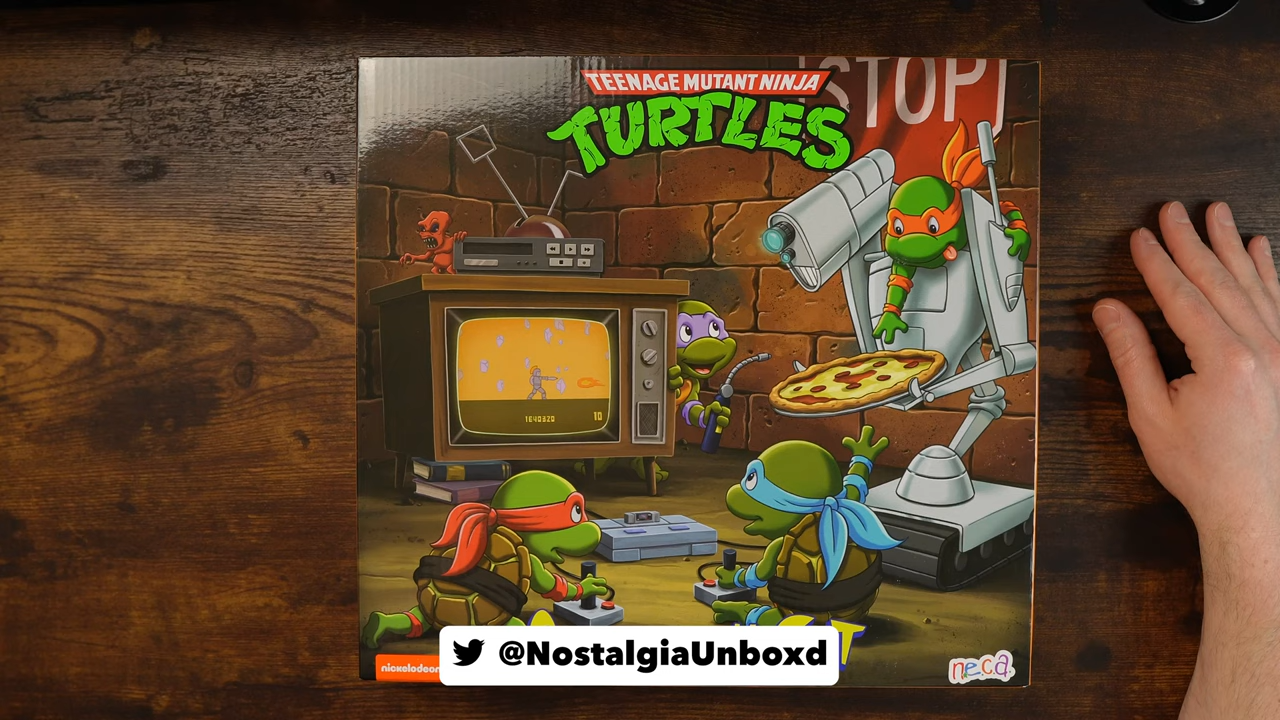 STOP
TEENAGE MUTANT NINJA
TURTLES
1640320
10
nickelodeon
@NostalgiaUnboxd
neca